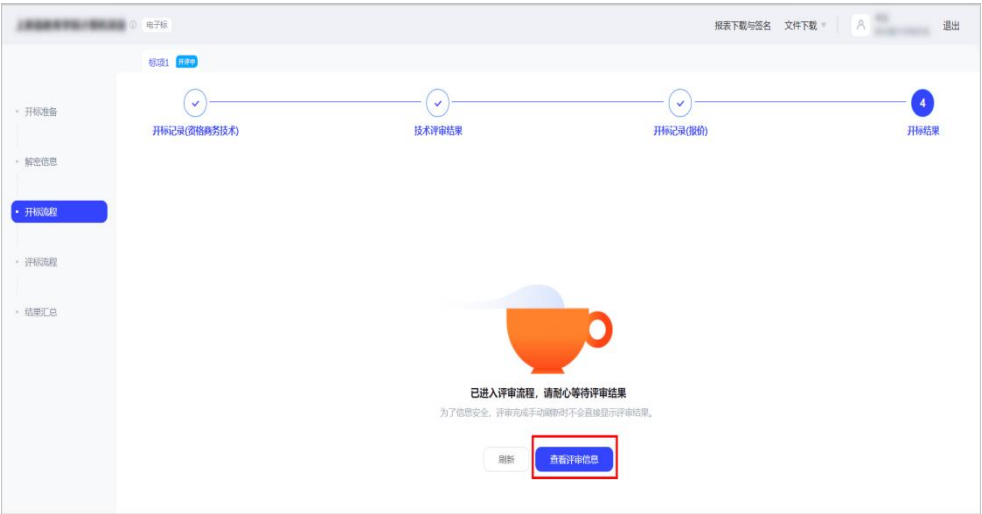 电子标
报表下载与签名 文件下载 退出
标项1 开评中
开标准备
解密信息
开标流程
评标流程
结果汇总
开标记录(资格商务技术)
技术评审结果
开标记录(报价)
4
开标结果
已进入评审流程，请耐心等待评审结果
为了信息安全，评审完成手动刷新时不会直接显示评审结果。
刷新 查看评审信息